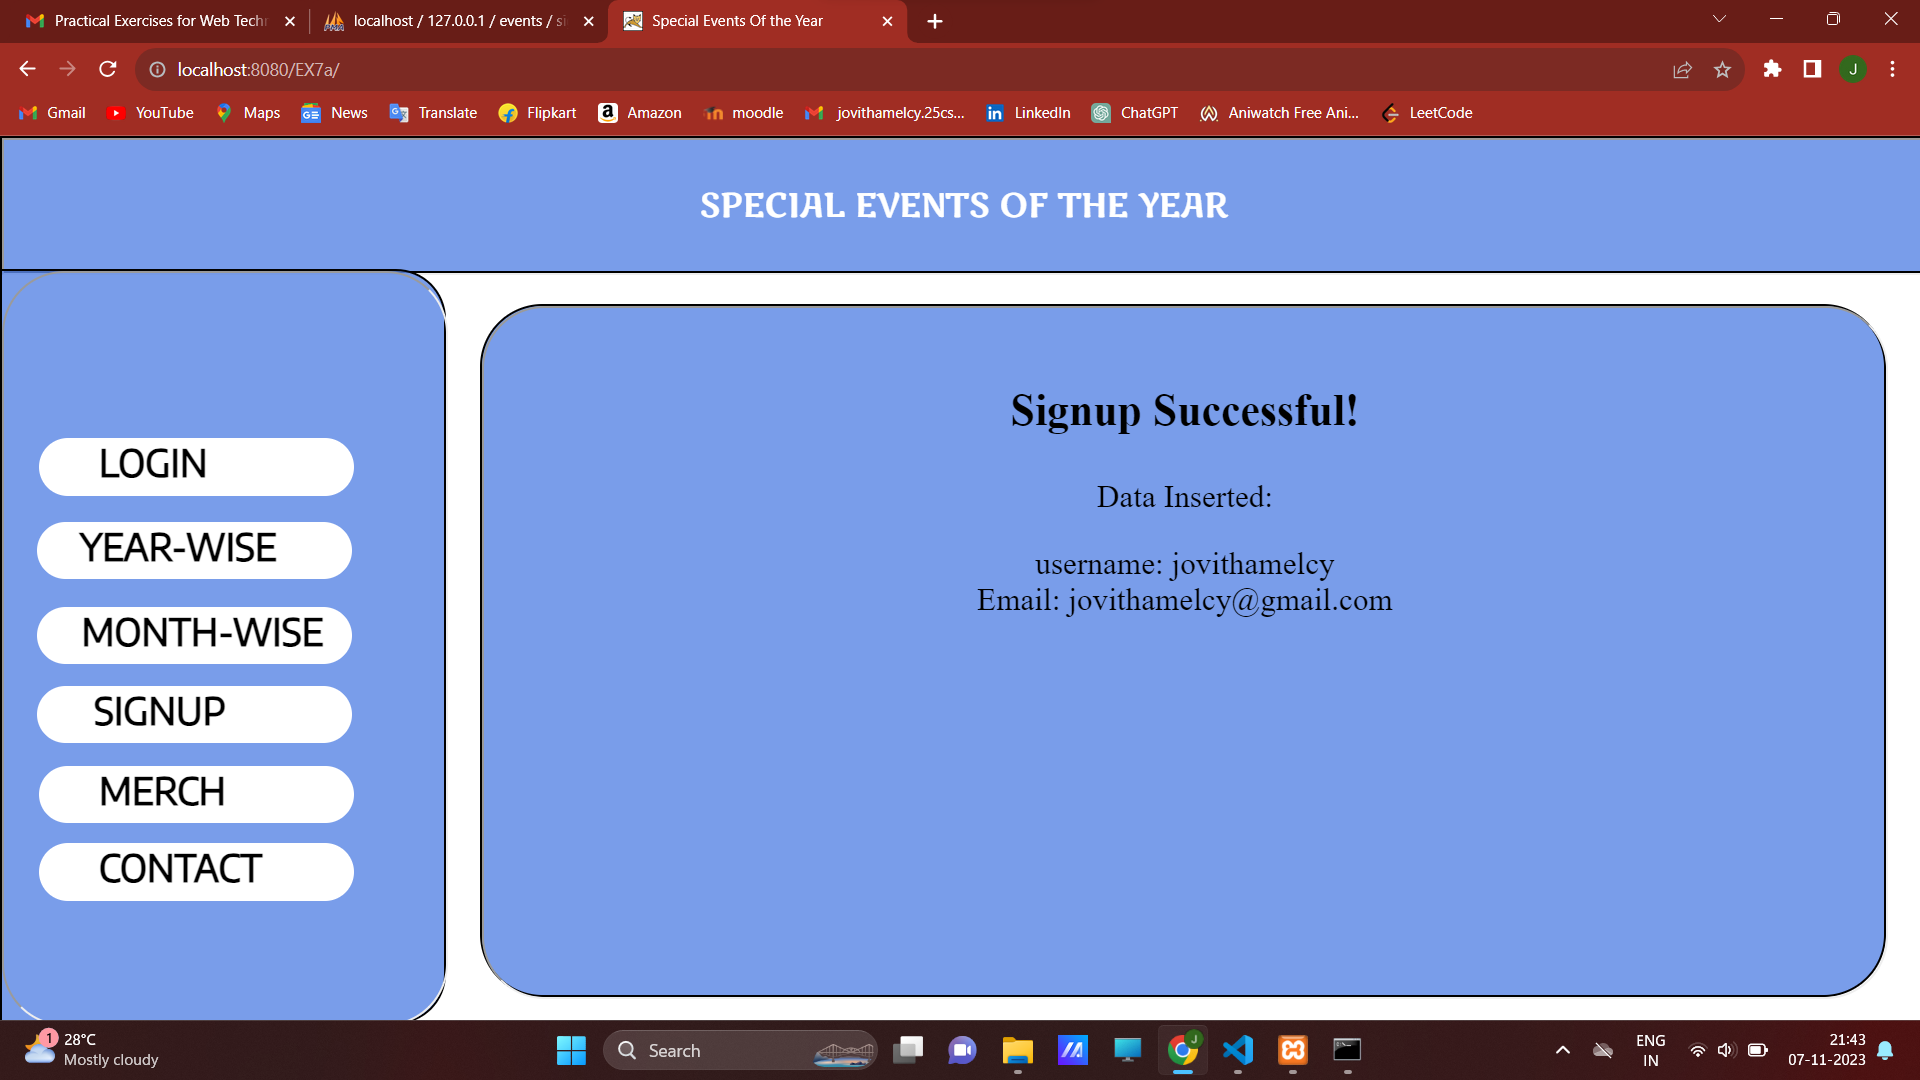 Practical Exercises for Web Techn
localhost / 127.0.0.1 / events / si
Special Events Of the Year
localhost:8080/EX7a/
J
Gmail
YouTube
Maps
News
Translate
Flipkart
Amazon
moodle
jovithamelcy.25cs...
LinkedIn
ChatGPT
Aniwatch Free Ani...
LeetCode
SPECIAL EVENTS OF THE YEAR
LOGIN
YEAR-WISE
MONTH-WISE
SIGNUP
MERCH
CONTACT
Signup Successful!
Data Inserted:
username: jovithamelcy
Email: jovithamelcy@gmail.com
1
28°C
Mostly cloudy
Search
J
ENG
IN
21:43
07-11-2023